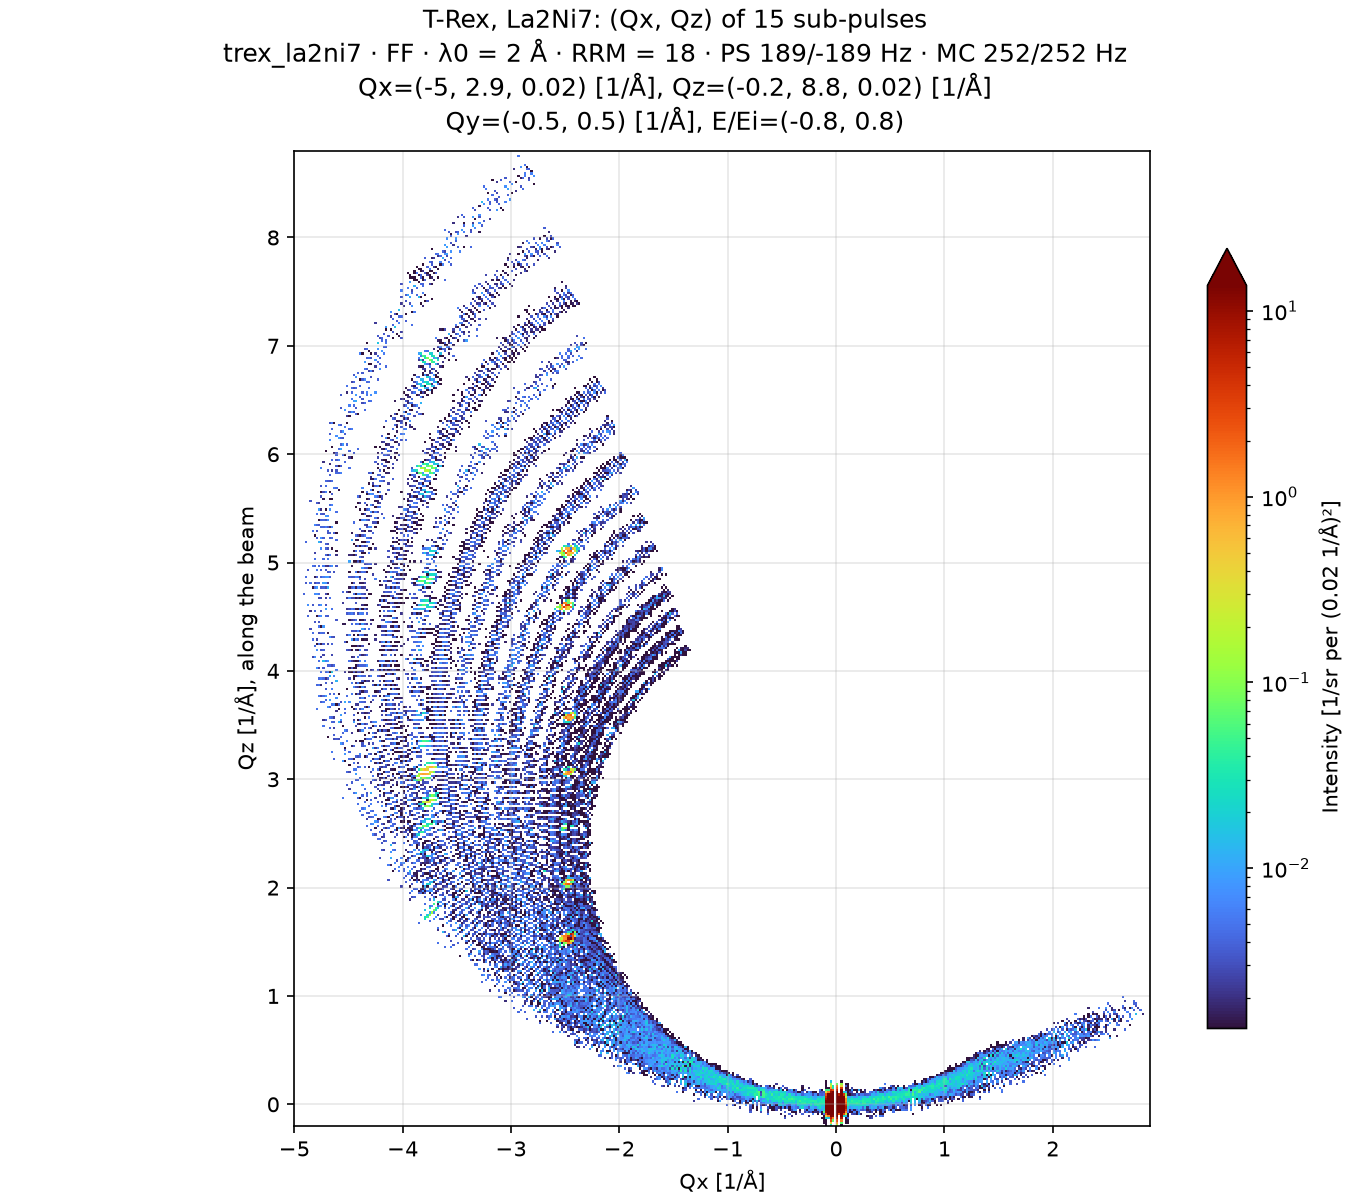 T-Rex, La2Ni7: (Qx, Qz) of 15 sub-pulses
trex_la2ni7 · FF · λ0 = 2 Å · RRM = 18 · PS 189/-189 Hz · MC 252/252 Hz
Qx=(-5, 2.9, 0.02) [1/Å], Qz=(-0.2, 8.8, 0.02) [1/Å]
Qy=(-0.5, 0.5) [1/Å], E/Ei=(-0.8, 0.8)
Qz [1/Å], along the beam
8
7
6
5
4
3
2
1
0
−5 −4 −3 −2 −1 0 1 2
Qx [1/Å]
10¹
10⁰
10⁻¹
10⁻²
Intensity [1/sr per (0.02 1/Å)²]